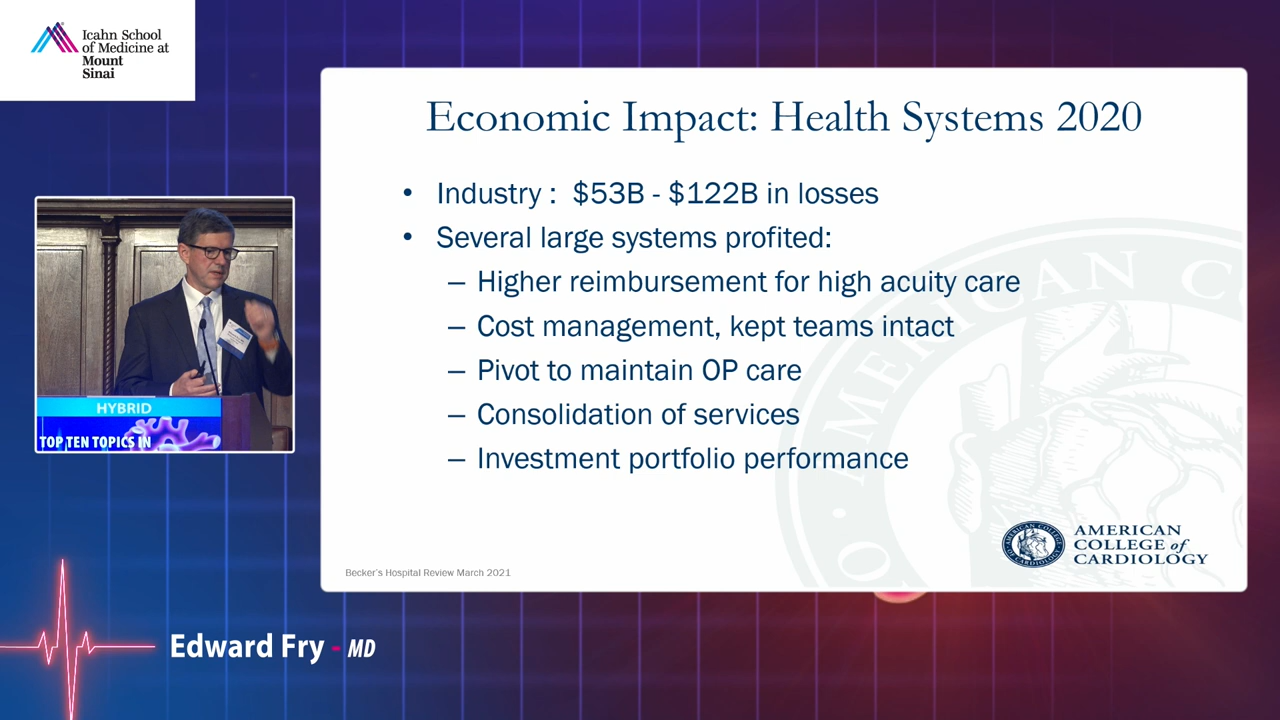 Icahn School
of Medicine at
Mount
Sinai
Economic Impact: Health Systems 2020
• Industry : $53B - $122B in losses
• Several large systems profited:
– Higher reimbursement for high acuity care
– Cost management, kept teams intact
– Pivot to maintain OP care
– Consolidation of services
– Investment portfolio performance
AMERICAN C
AMERICAN
COLLEGE of
CARDIOLOGY
Becker's Hospital Review March 2021
HYBRID
TOP TEN TOPICS IN
Edward Fry - MD